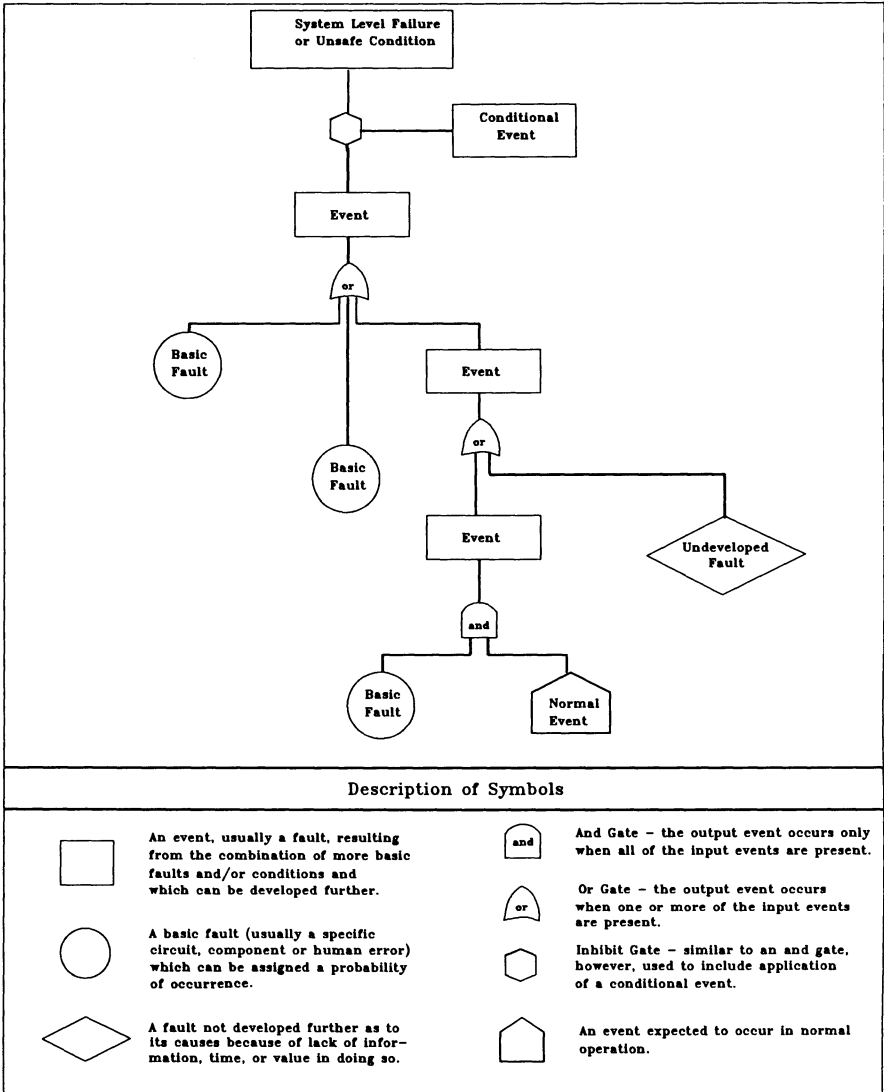 System Level Failure
or Unsafe Condition
Conditional
Event
Event
or
Basic
Fault
Event
or
Basic
Fault
Event
Undeveloped
Fault
and
Basic
Fault
Normal
Event
Description of Symbols
An event, usually a fault, resulting
from the combination of more basic
faults and/or conditions and
which can be developed further.
A basic fault (usually a specific
circuit, component or human error)
which can be assigned a probability
of occurrence.
A fault not developed further as to
its causes because of lack of infor-
mation, time, or value in doing so.
and
And Gate – the output event occurs only
when all of the input events are present.
or
Or Gate – the output event occurs
when one or more of the input events
are present.
Inhibit Gate – similar to an and gate,
however, used to include application
of a conditional event.
An event expected to occur in normal
operation.